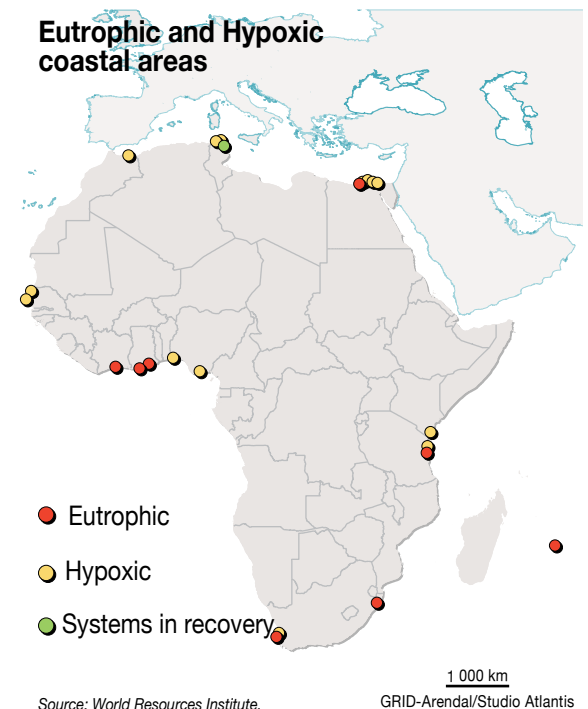 Eutrophic and Hypoxic
coastal areas
Eutrophic
Hypoxic
Systems in recovery
1 000 km
Source: World Resources Institute.
GRID-Arendal/Studio Atlantis